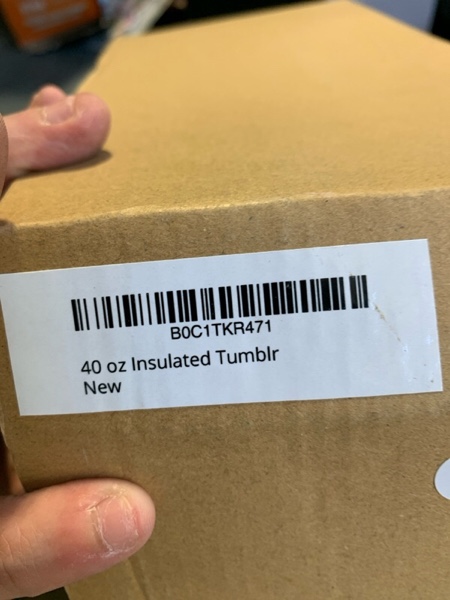 B0C1TKR471
40 oz Insulated Tumblr
New